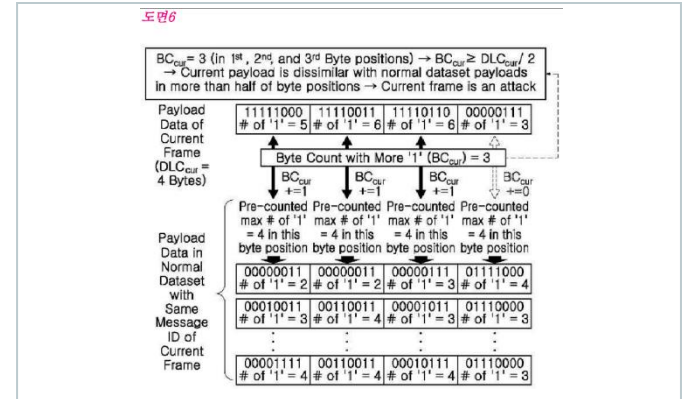 도면6
BCcur= 3 (in 1st , 2nd, and 3rd Byte positions) → BCcur≥ DLCcur/ 2
→ Current payload is dissimilar with normal dataset payloads
in more than half of byte positions → Current frame is an attack
Payload
Data of
Current
Frame
(DLCcur =
4 Bytes)
11111000 11110011 11110110 00000111
# of '1' = 5 # of '1' = 6 # of '1' = 6 # of '1' = 3
Byte Count with More '1' (BCcur) = 3
BCcur BCcur BCcur BCcur
+=1 +=1 +=1 +=0
Pre-counted Pre-counted Pre-counted Pre-counted
max # of '1' max # of '1' max # of '1' max # of '1'
= 4 in this = 4 in this = 4 in this = 4 in this
byte position byte position byte position byte position
Payload
Data in
Normal
Dataset
with
Same
Message
ID of
Current
Frame
00000011 00000011 00000111 01111000
# of '1' = 2 # of '1' = 2 # of '1' = 3 # of '1' = 4
00010011 00110011 00001011 01110000
# of '1' = 3 # of '1' = 4 # of '1' = 3 # of '1' = 3
00001111 00110011 00010111 01110000
# of '1' = 4 # of '1' = 4 # of '1' = 4 # of '1' = 3